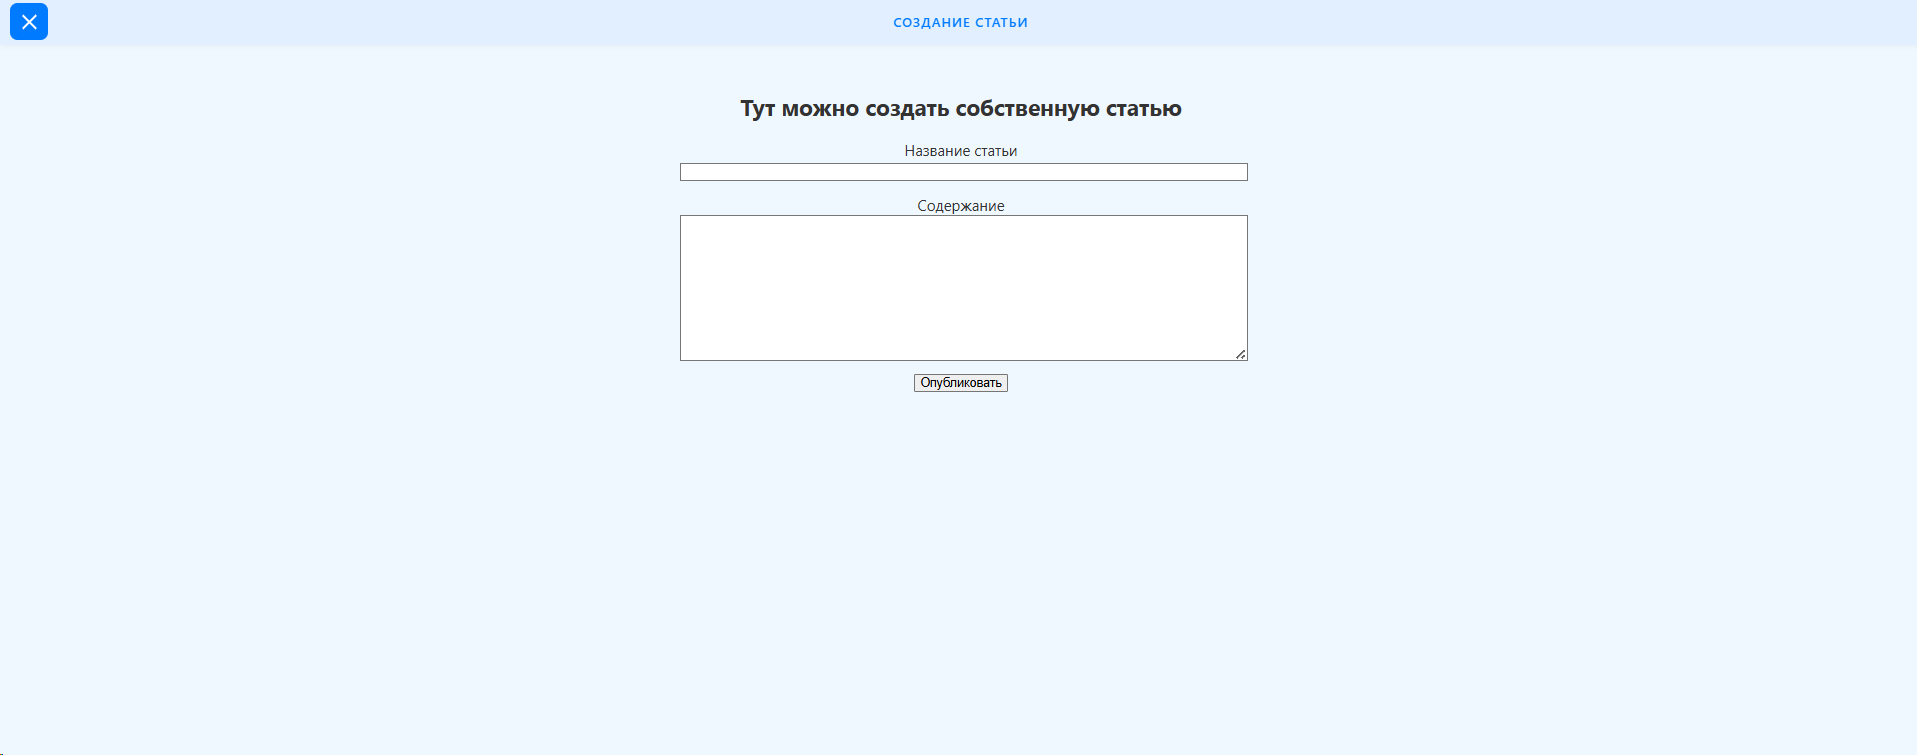 СОЗДАНИЕ СТАТЬИ
Тут можно создать собственную статью
Название статьи
Содержание
Опубликовать